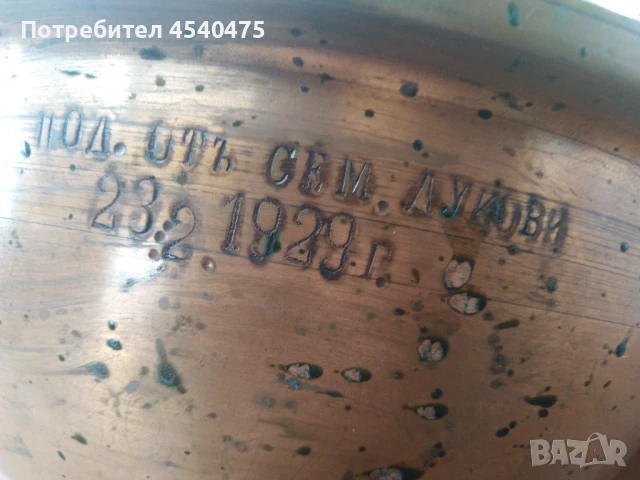 Потребител 4540475
ПОД. ОТЪ СЕМ. ЛУКОВИ
23.2.1929 Г.
BAZAR